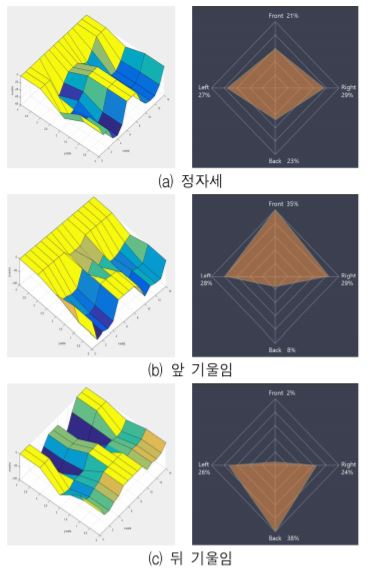 Front 21%
Left
27%
Right
29%
Back 23%
(a) 정자세
Front 35%
Left
28%
Right
29%
Back 8%
(b) 앞 기울임
Front 2%
Left
26%
Right
24%
Back 38%
(c) 뒤 기울임